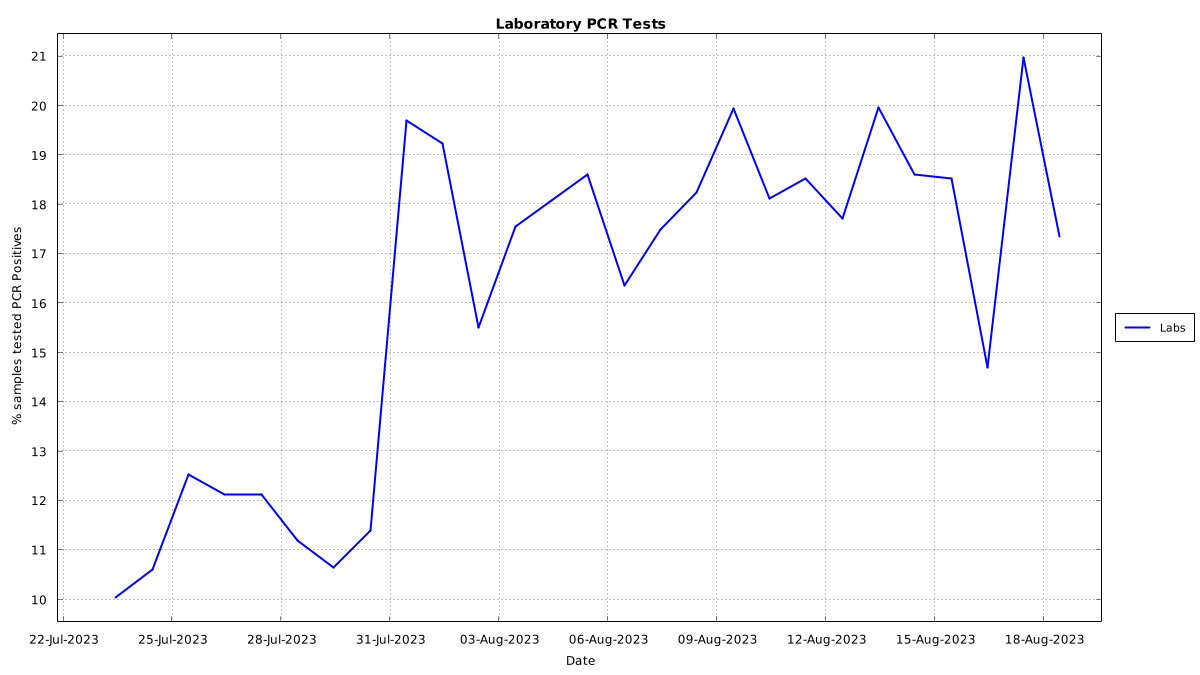 Laboratory PCR Tests
21
20
19
18
17
16
15
14
13
12
11
10
% samples tested PCR Positives
22-Jul-2023 25-Jul-2023 28-Jul-2023 31-Jul-2023 03-Aug-2023 06-Aug-2023 09-Aug-2023 12-Aug-2023 15-Aug-2023 18-Aug-2023
Date
Labs